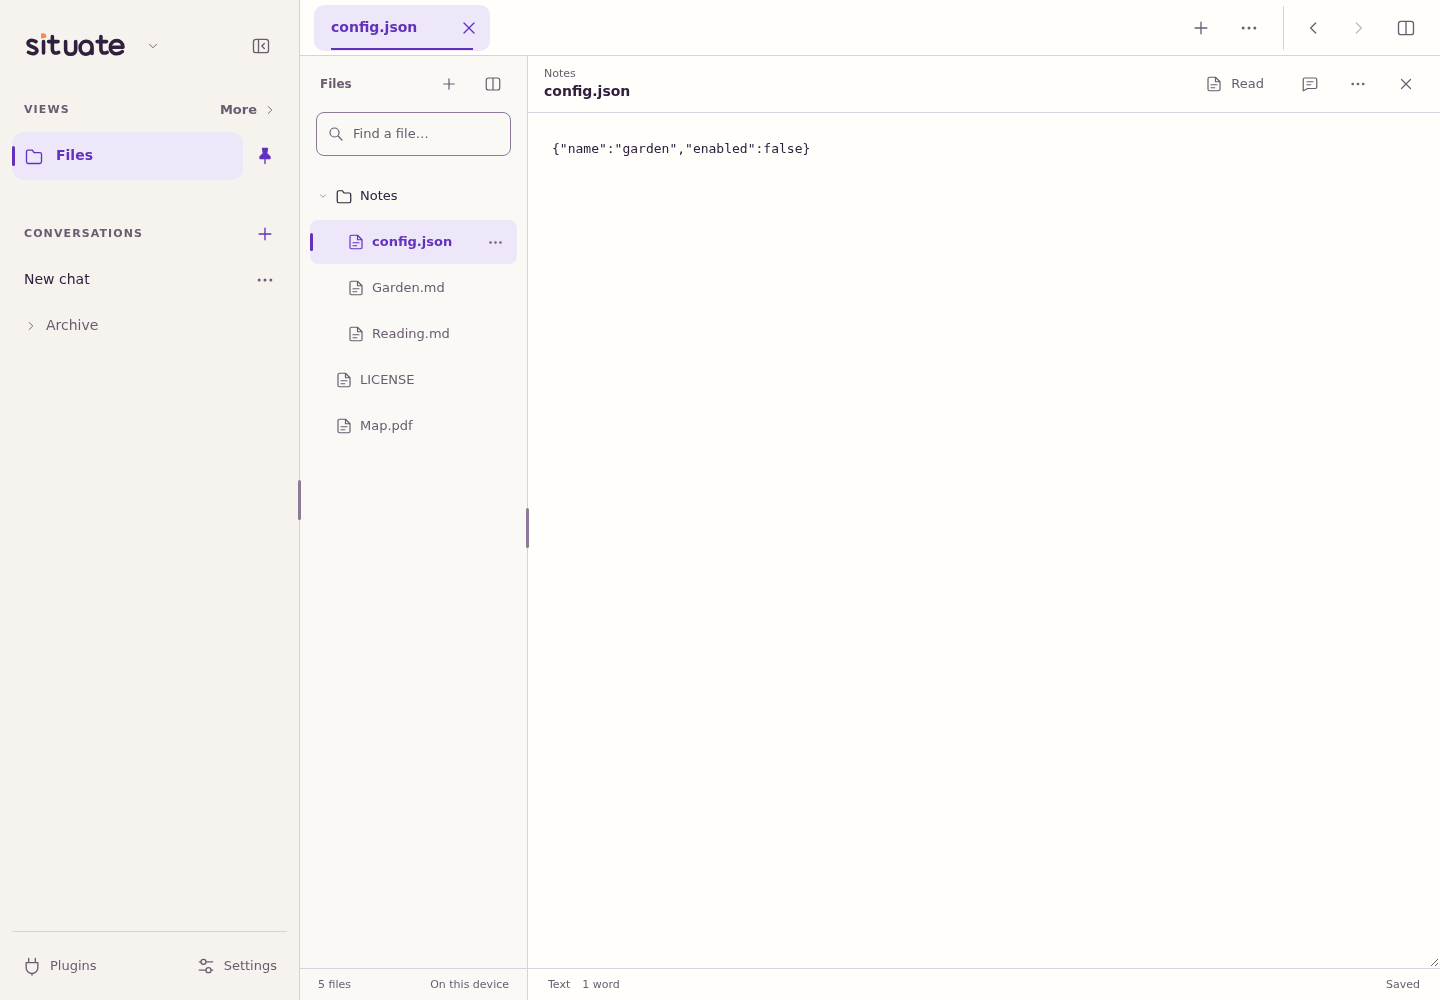 situate
VIEWS
More
Files
CONVERSATIONS
New chat
Archive
Plugins
Settings
config.json
Files
Find a file...
Notes
config.json
Garden.md
Reading.md
LICENSE
Map.pdf
5 files
On this device
Notes
config.json
Read
{"name":"garden","enabled":false}
Text
1 word
Saved